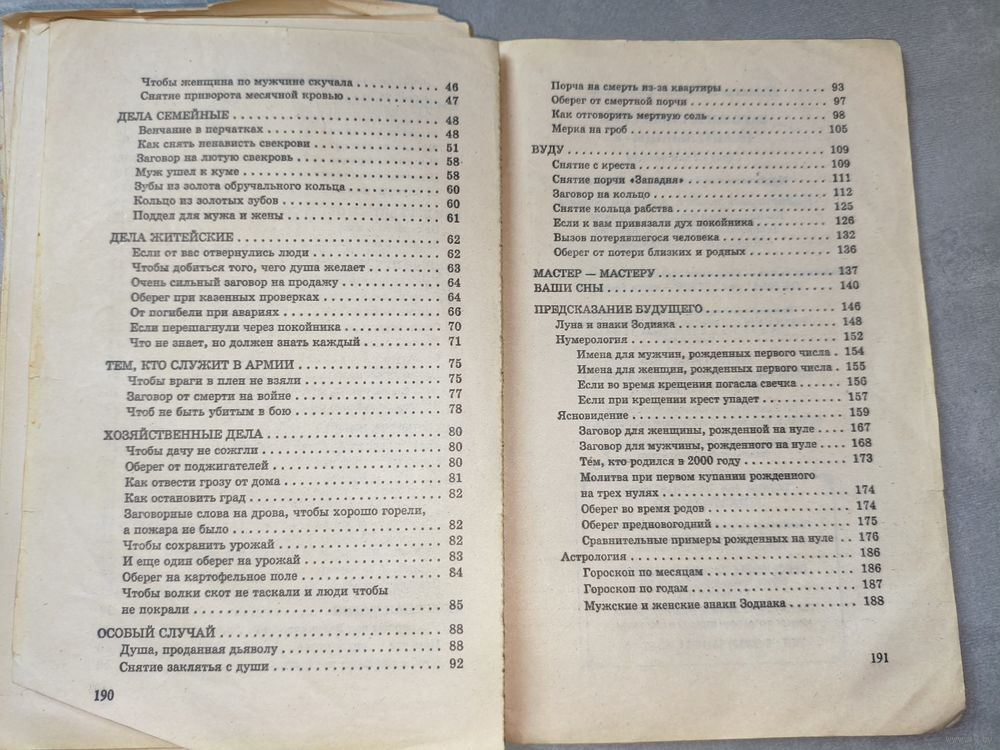 Чтобы женщина по мужчине скучала . . . . . . . . . . . . 46
Снятие приворота месячной кровью . . . . . . . . . . . . 47
ДЕЛА СЕМЕЙНЫЕ . . . . . . . . . . . . 48
Венчание в перчатках . . . . . . . . . . . . 48
Как снять ненависть свекрови . . . . . . . . . . . . 51
Заговор на лютую свекровь . . . . . . . . . . . . 58
Муж ушел к куме . . . . . . . . . . . . 58
Зубы из золота обручального кольца . . . . . . . . . . . . 60
Кольцо из золотых зубов . . . . . . . . . . . . 60
Поддел для мужа и жены . . . . . . . . . . . . 61
ДЕЛА ЖИТЕЙСКИЕ . . . . . . . . . . . . 62
Если от вас отвернулись люди . . . . . . . . . . . . 62
Чтобы добиться того, чего душа желает . . . . . . . . . . . . 63
Очень сильный заговор на продажу . . . . . . . . . . . . 64
Оберег при казенных проверках . . . . . . . . . . . . 64
От погибели при авариях . . . . . . . . . . . . 66
Если перешагнули через покойника . . . . . . . . . . . . 70
Что не знает, но должен знать каждый . . . . . . . . . . . . 71
ТЕМ, КТО СЛУЖИТ В АРМИИ . . . . . . . . . . . . 75
Чтобы враги в плен не взяли . . . . . . . . . . . . 75
Заговор от смерти на войне . . . . . . . . . . . . 77
Чтоб не быть убитым в бою . . . . . . . . . . . . 78
ХОЗЯЙСТВЕННЫЕ ДЕЛА . . . . . . . . . . . . 80
Чтобы дачу не сожгли . . . . . . . . . . . . 80
Оберег от поджигателей . . . . . . . . . . . . 80
Как отвести грозу от дома . . . . . . . . . . . . 81
Как остановить град . . . . . . . . . . . . 82
Заговорные слова на дрова, чтобы хорошо горели,
а пожара не было . . . . . . . . . . . . 82
Чтобы сохранить урожай . . . . . . . . . . . . 82
И еще один оберег на урожай . . . . . . . . . . . . 83
Оберег на картофельное поле . . . . . . . . . . . . 84
Чтобы волки скот не таскали и люди чтобы
не покрали . . . . . . . . . . . . 85
ОСОБЫЙ СЛУЧАЙ . . . . . . . . . . . . 88
Душа, проданная дьяволу . . . . . . . . . . . . 88
Снятие заклятья с души . . . . . . . . . . . . 92
190
Порча на смерть из-за квартиры . . . . . . . . . . . . 93
Оберег от смертной порчи . . . . . . . . . . . . 97
Как отговорить мертвую соль . . . . . . . . . . . . 98
Мерка на гроб . . . . . . . . . . . . 105
ВУДУ . . . . . . . . . . . . 109
Снятие с креста . . . . . . . . . . . . 109
Снятие порчи «Западня» . . . . . . . . . . . . 111
Заговор на кольцо . . . . . . . . . . . . 112
Снятие кольца рабства . . . . . . . . . . . . 125
Если к вам привязали дух покойника . . . . . . . . . . . . 126
Вызов потерявшегося человека . . . . . . . . . . . . 132
Оберег от потери близких и родных . . . . . . . . . . . . 136
МАСТЕР — МАСТЕРУ . . . . . . . . . . . . 137
ВАШИ СНЫ . . . . . . . . . . . . 140
ПРЕДСКАЗАНИЕ БУДУЩЕГО . . . . . . . . . . . . 146
Луна и знаки Зодиака . . . . . . . . . . . . 148
Нумерология . . . . . . . . . . . . 152
Имена для мужчин, рожденных первого числа . 154
Имена для женщин, рожденных первого числа . 155
Если во время крещения погасла свечка . . . . . . . 156
Если при крещении крест упадет . . . . . . . . . . . . 157
Ясновидение . . . . . . . . . . . . 159
Заговор для женщины, рожденной на нуле . . . . 167
Заговор для мужчины, рожденного на нуле . . . . 168
Тем, кто родился в 2000 году . . . . . . . . . . . . 173
Молитва при первом купании рожденного
на трех нулях . . . . . . . . . . . . 174
Оберег во время родов . . . . . . . . . . . . 174
Оберег предновогодний . . . . . . . . . . . . 175
Сравнительные примеры рожденных на нуле . . 176
Астрология . . . . . . . . . . . . 186
Гороскоп по месяцам . . . . . . . . . . . . 186
Гороскоп по годам . . . . . . . . . . . . 187
Мужские и женские знаки Зодиака . . . . . . . . . . . . 188
191